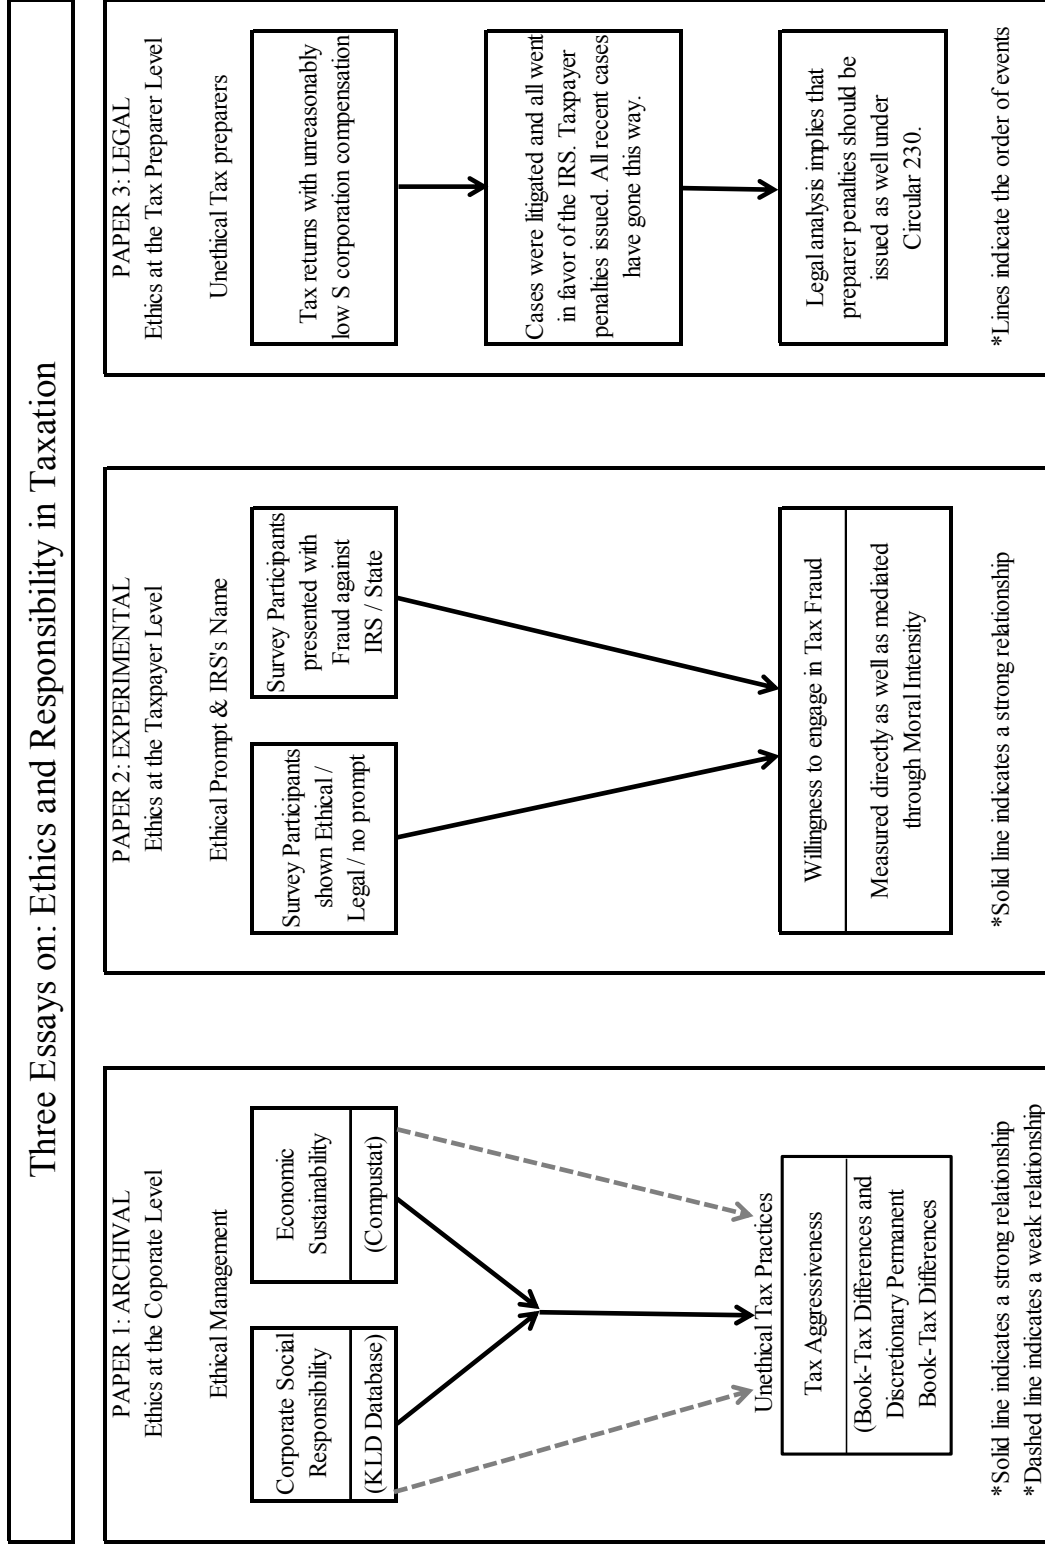 Three Essays on: Ethics and Responsibility in Taxation
PAPER 1: ARCHIVAL
Ethics at the Coporate Level
Ethical Management
Corporate Social
Responsibility
(KLD Database)
Economic
Sustainability
(Compustat)
Unethical Tax Practices
Tax Aggressiveness
(Book-Tax Differences and
Discretionary Permanent
Book-Tax Differences
*Solid line indicates a strong relationship
*Dashed line indicates a weak relationship
PAPER 2: EXPERIMENTAL
Ethics at the Taxpayer Level
Ethical Prompt & IRS's Name
Survey Participants
shown Ethical /
Legal / no prompt
Survey Participants
presented with
Fraud against
IRS / State
Willingness to engage in Tax Fraud
Measured directly as well as mediated
through Moral Intensity
*Solid line indicates a strong relationship
PAPER 3: LEGAL
Ethics at the Tax Preparer Level
Unethical Tax preparers
Tax returns with unreasonably
low S corporation compensation
Cases were litigated and all went
in favor of the IRS. Taxpayer
penalties issued. All recent cases
have gone this way.
Legal analysis implies that
preparer penalties should be
issued as well under
Circular 230.
*Lines indicate the order of events